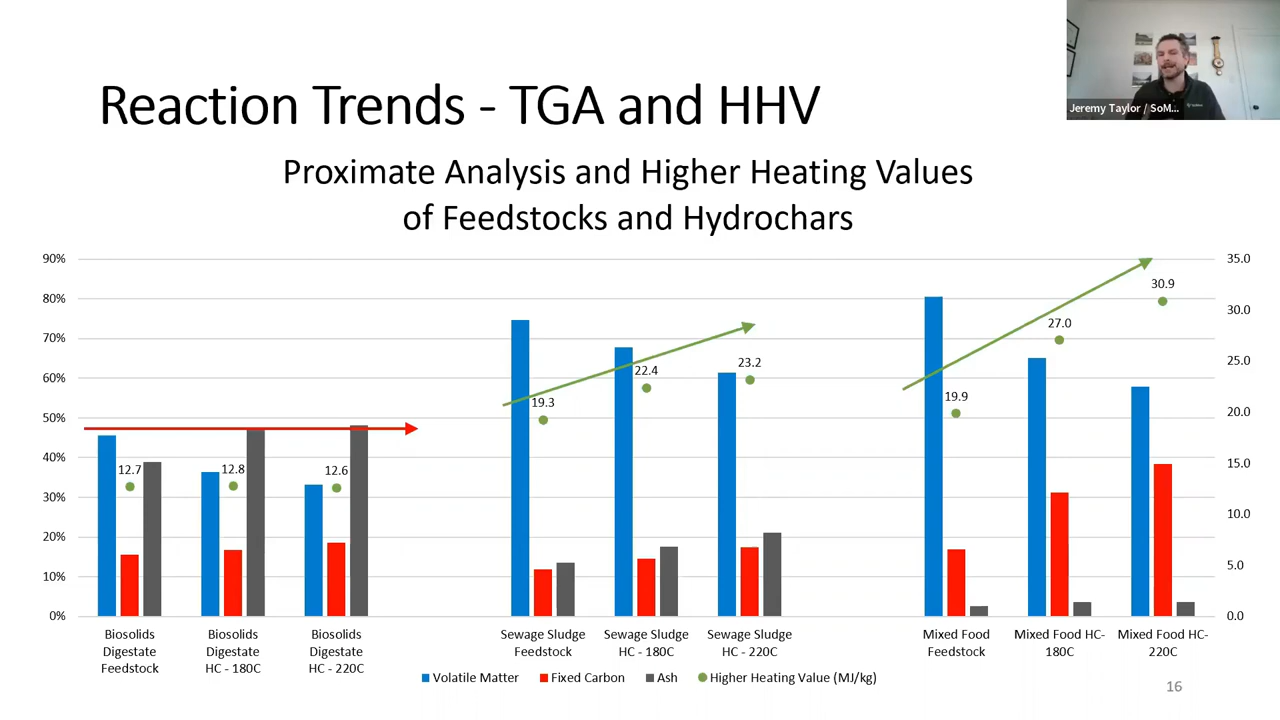 Jeremy Taylor / SoM...
Reaction Trends - TGA and HHV
Proximate Analysis and Higher Heating Values
of Feedstocks and Hydrochars
90%
80%
70%
60%
50%
40%
30%
20%
10%
0%
35.0
30.0
25.0
20.0
15.0
10.0
5.0
0.0
12.7
12.8
12.6
19.3
22.4
23.2
19.9
27.0
30.9
Biosolids
Digestate
Feedstock
Biosolids
Digestate
HC - 180C
Biosolids
Digestate
HC - 220C
Sewage Sludge
Feedstock
Sewage Sludge
HC - 180C
Sewage Sludge
HC - 220C
Mixed Food
Feedstock
Mixed Food HC-
180C
Mixed Food HC-
220C
Volatile Matter
Fixed Carbon
Ash
Higher Heating Value (MJ/kg)
16